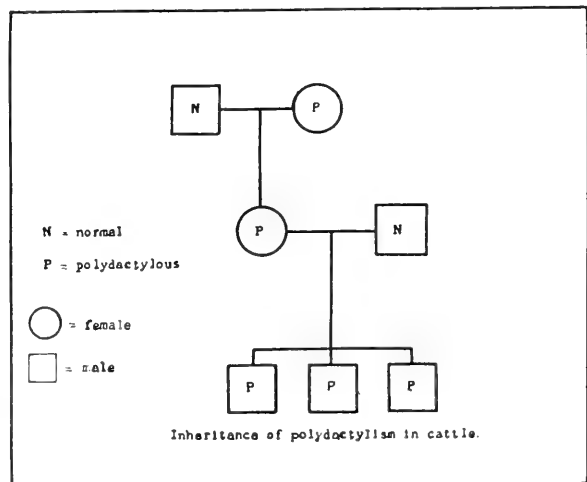 N P
P N
N = normal
P = polydactylous
= female
= male
P P P
Inheritance of polydactylism in cattle.